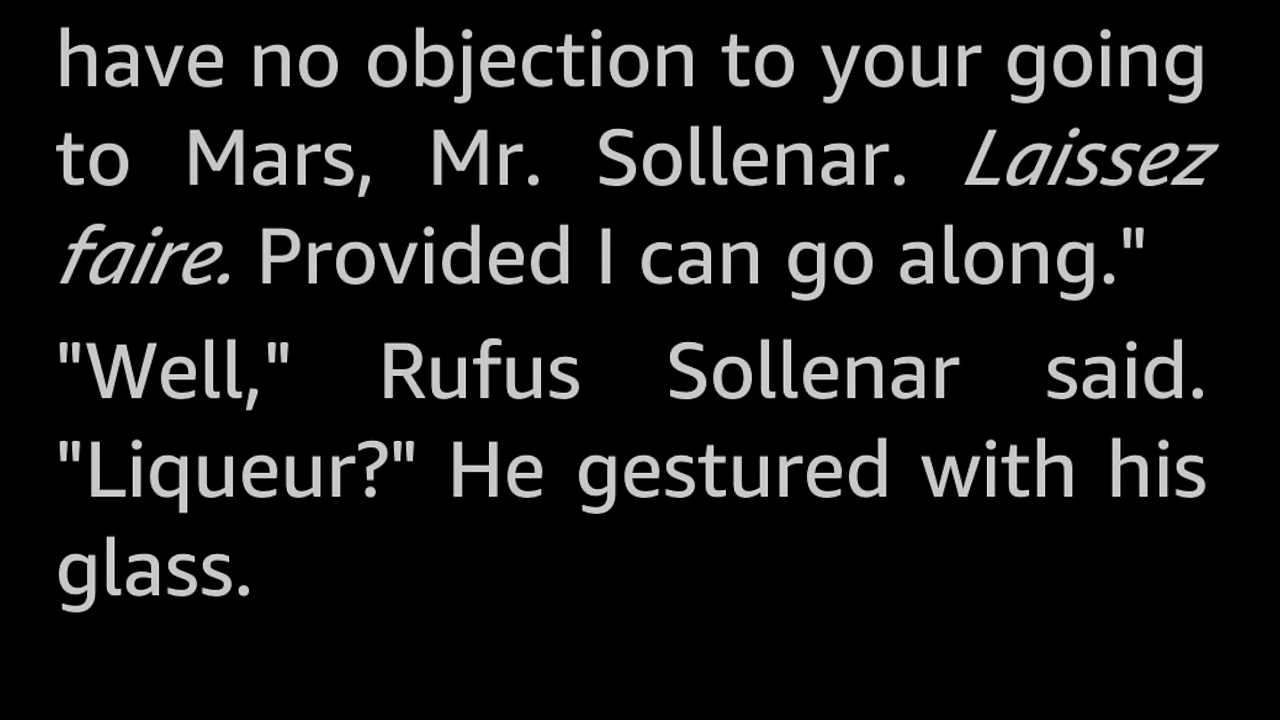 have no objection to your going
to Mars, Mr. Sollenar. Laissez
faire. Provided I can go along."
"Well," Rufus Sollenar said.
"Liqueur?" He gestured with his
glass.